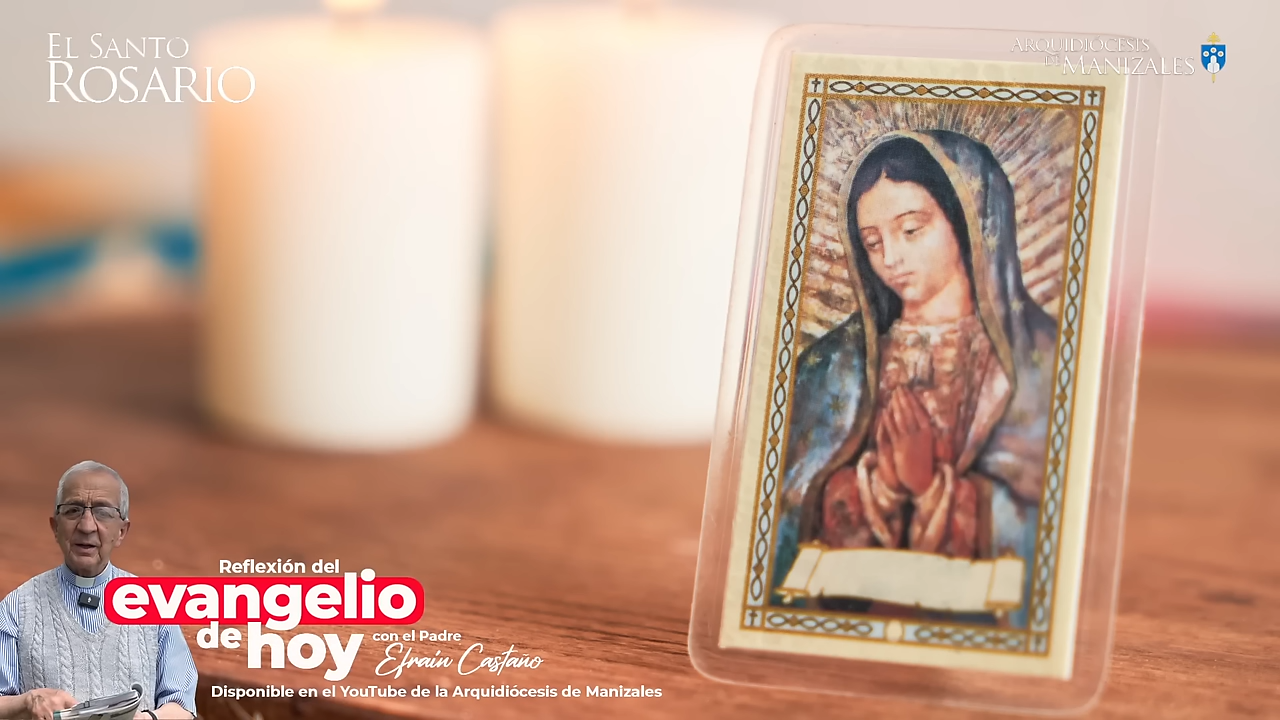 EL SANTO
ROSARIO
ARQUIDIÓCESIS
DE MANIZALES
Reflexión del
evangelio
de hoy
con el Padre
Efraín Castaño
Disponible en el YouTube de la Arquidiócesis de Manizales